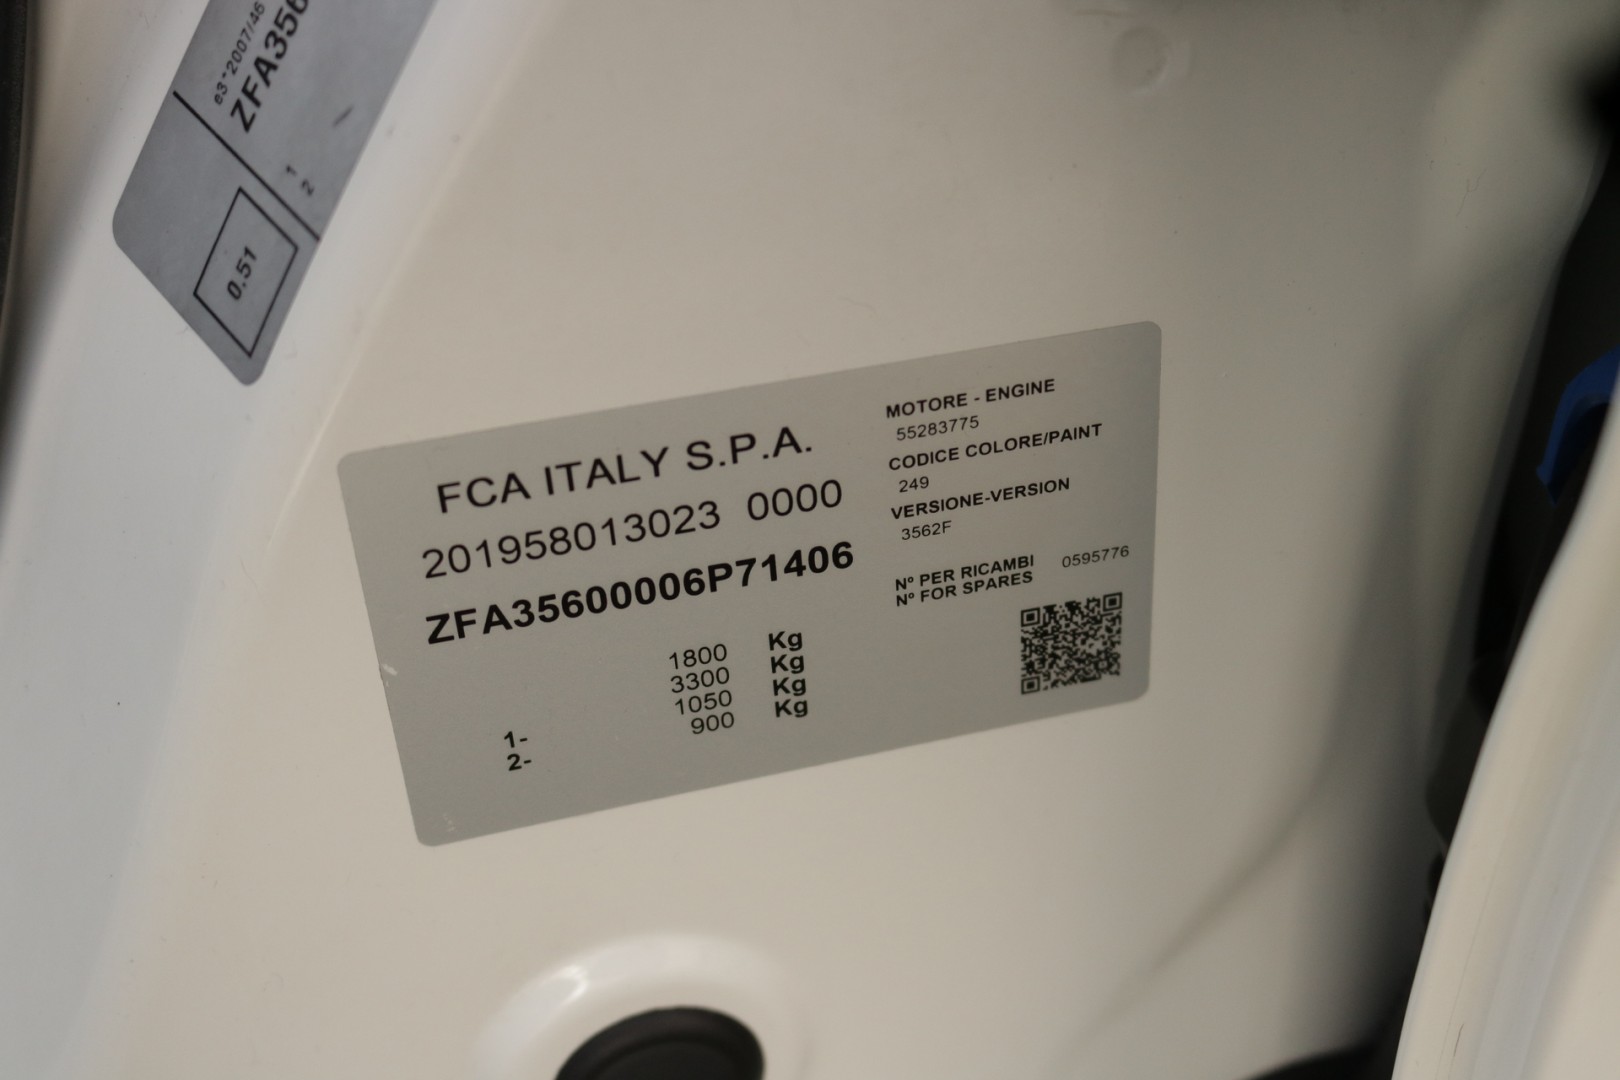 e3*2007/46
ZFA356
1
2
0.51
FCA ITALY S.P.A.
201958013023 0000
ZFA35600006P71406
1800 Kg
3300 Kg
1- 1050 Kg
2- 900 Kg
MOTORE - ENGINE
55283775
CODICE COLORE/PAINT
249
VERSIONE-VERSION
3562F
Nº PER RICAMBI 0595776
Nº FOR SPARES